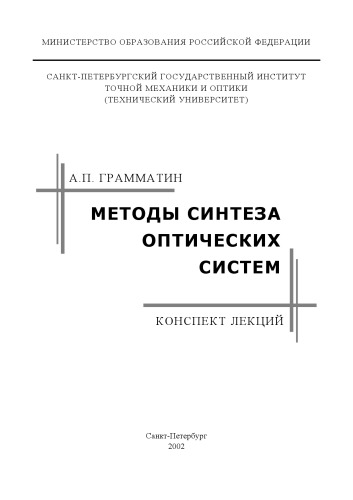 МИНИСТЕРСТВО ОБРАЗОВАНИЯ РОССИЙСКОЙ ФЕДЕРАЦИИ
САНКТ-ПЕТЕРБУРГСКИЙ ГОСУДАРСТВЕННЫЙ ИНСТИТУТ
ТОЧНОЙ МЕХАНИКИ И ОПТИКИ
(ТЕХНИЧЕСКИЙ УНИВЕРСИТЕТ)
А.П. ГРАММАТИН
МЕТОДЫ СИНТЕЗА
ОПТИЧЕСКИХ
СИСТЕМ
КОНСПЕКТ ЛЕКЦИЙ
Санкт-Петербург
2002